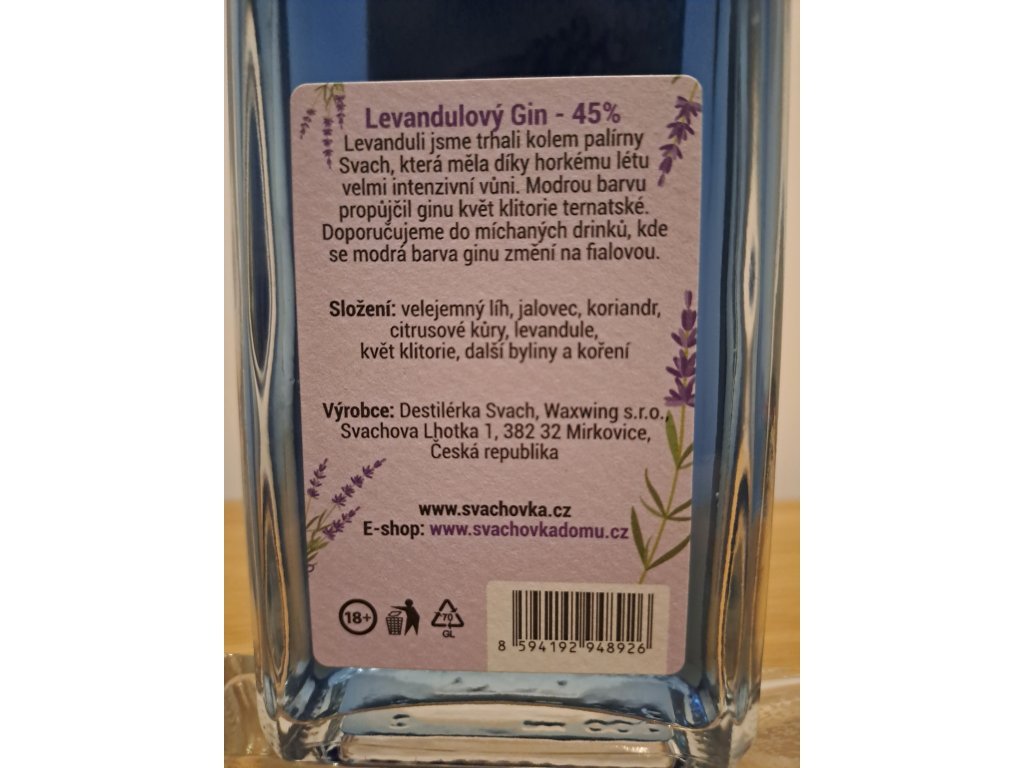 Levandulový Gin - 45%
Levanduli jsme trhali kolem palírny
Svach, která měla díky horkému létu
velmi intenzivní vůni. Modrou barvu
propůjčil ginu květ klitorie ternatské.
Doporučujeme do míchaných drinků, kde
se modrá barva ginu změní na fialovou.
Složení: velejemný líh, jalovec, koriandr,
citrusové kůry, levandule,
květ klitorie, další byliny a koření
Výrobce: Destilérka Svach, Waxwing s.r.o.,
Svachova Lhotka 1, 382 32 Mirkovice,
Česká republika
www.svachovka.cz
E-shop: www.svachovkadomu.cz
18+
70
GL
8 594192 948926